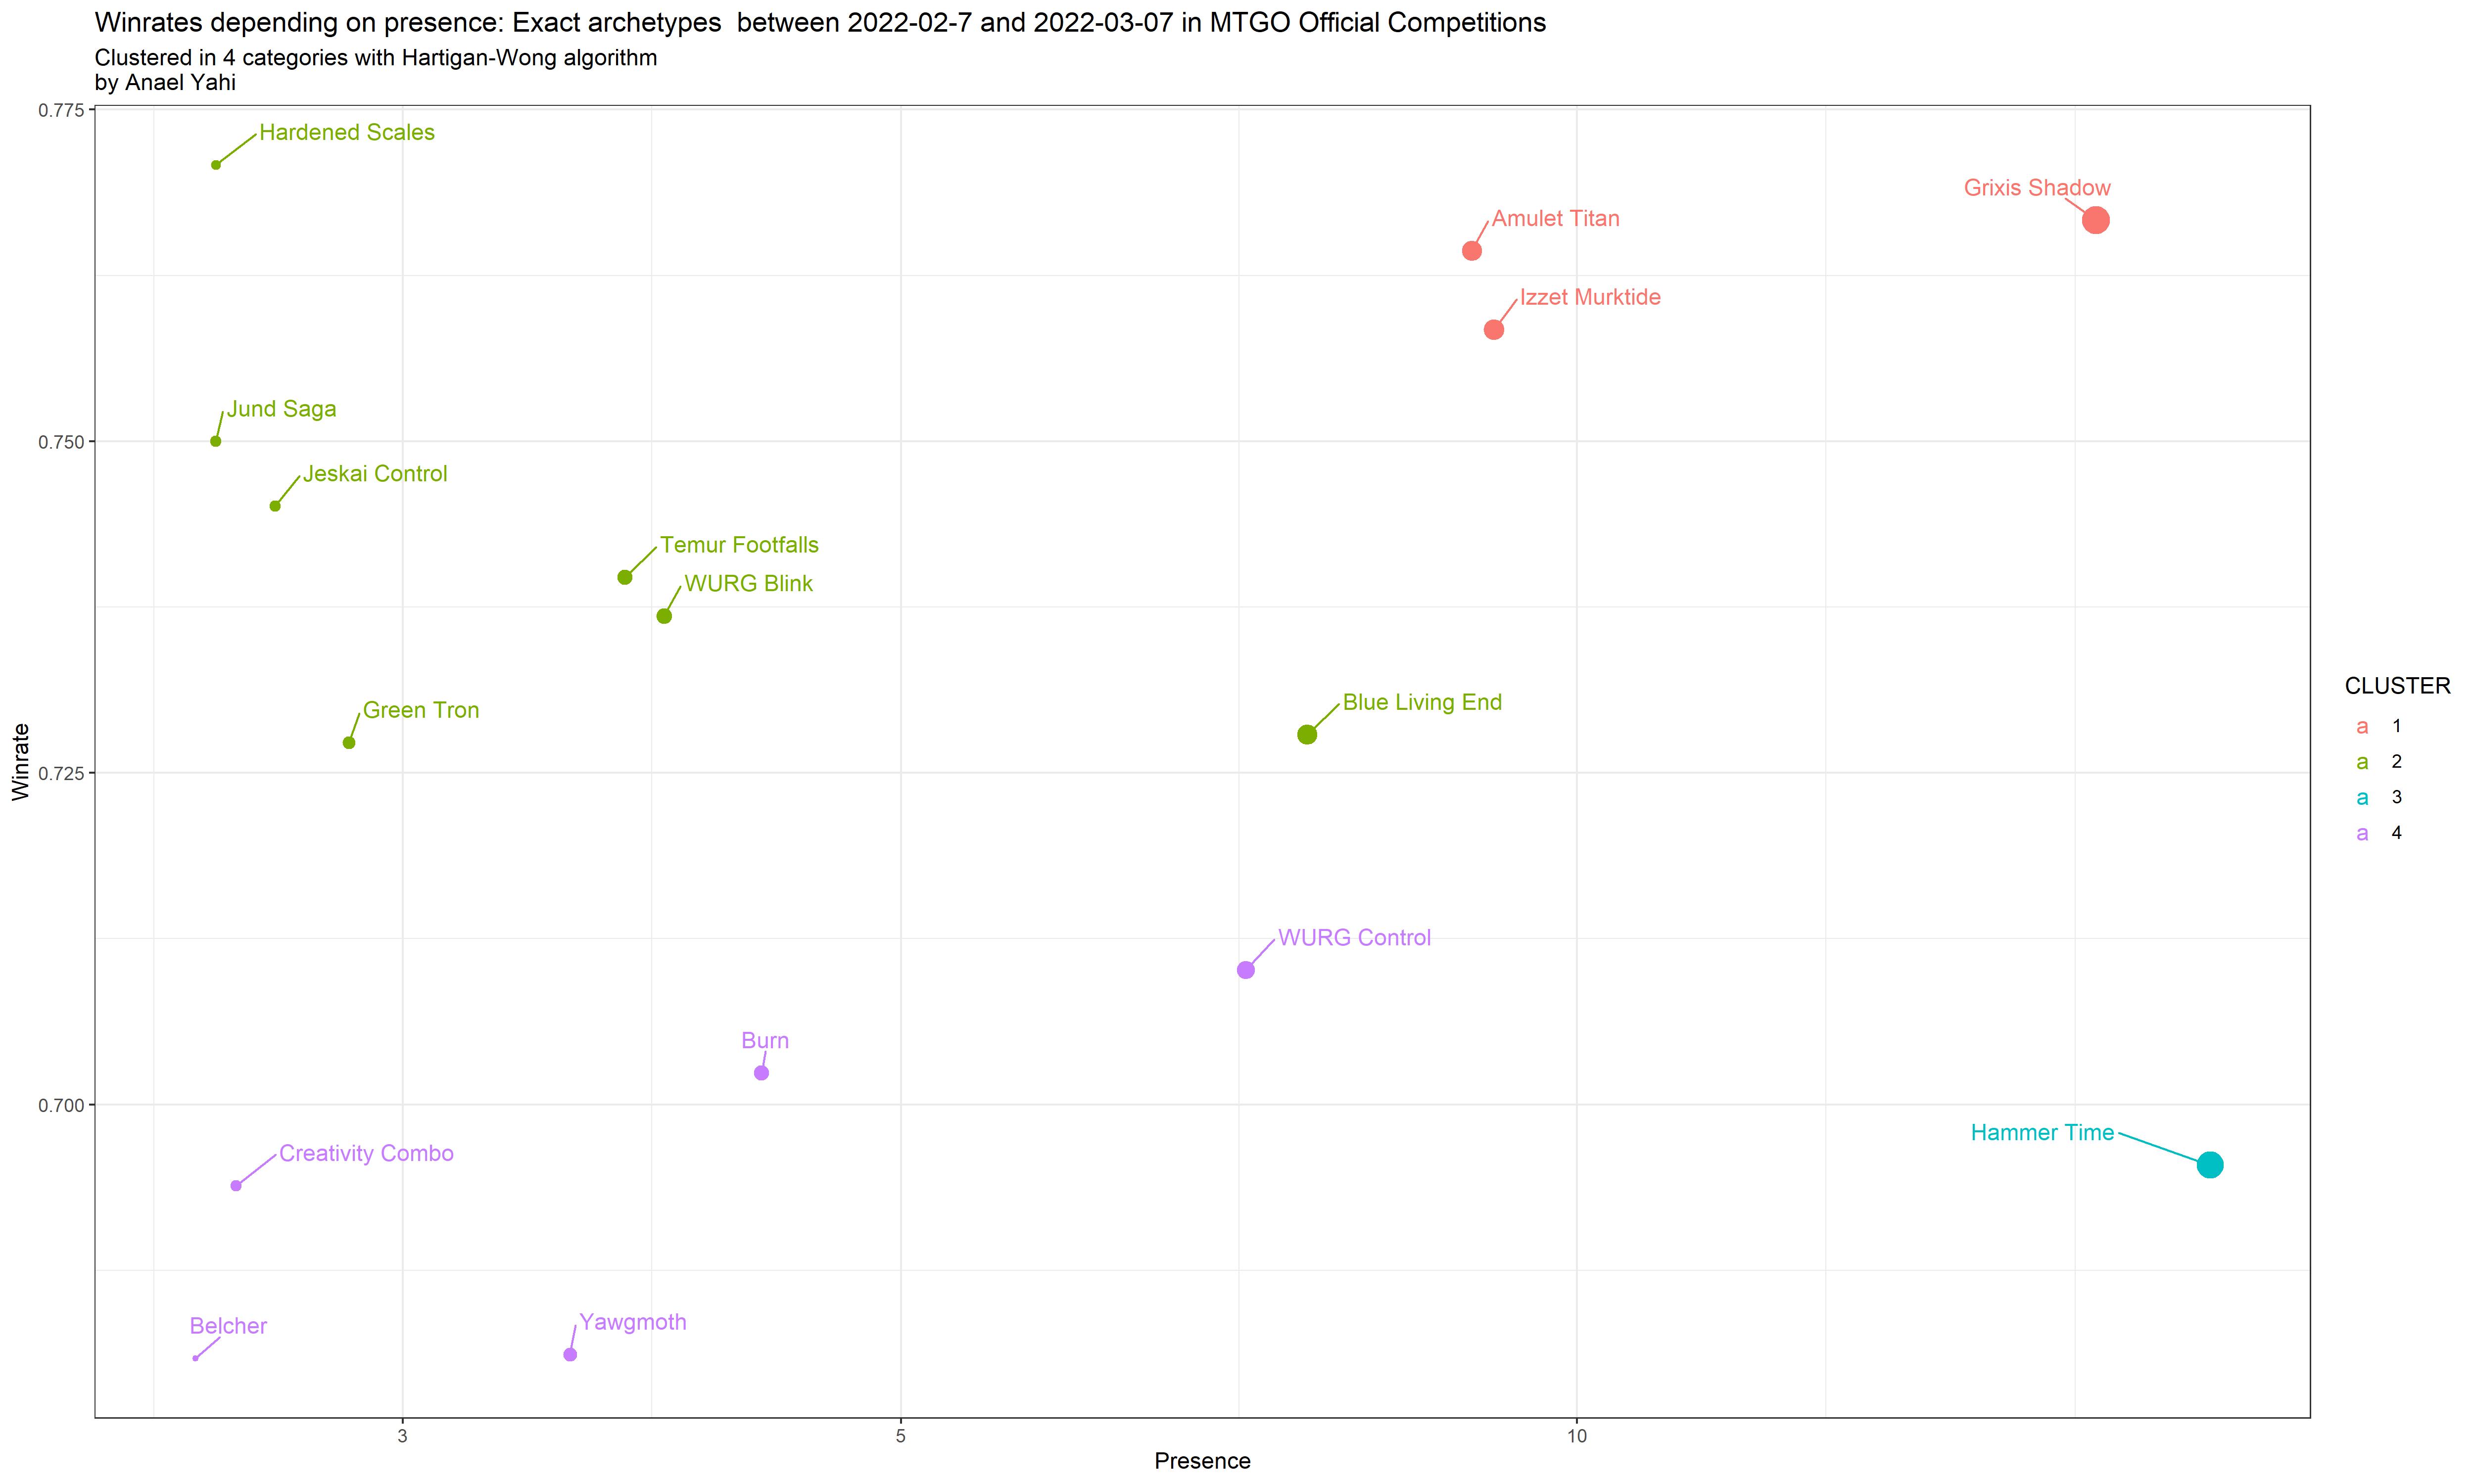 Winrates depending on presence: Exact archetypes  between 2022-02-7 and 2022-03-07 in MTGO Official Competitions
Clustered in 4 categories with Hartigan-Wong algorithm
by Anael Yahi
0.775
Hardened Scales
Grixis Shadow
Amulet Titan
Izzet Murktide
Jund Saga
0.750
Jeskai Control
Temur Footfalls
WURG Blink
Green Tron
Blue Living End
0.725
Winrate
WURG Control
Burn
0.700
Hammer Time
Creativity Combo
Belcher
Yawgmoth
3
5
10
Presence
CLUSTER
a 1
a 2
a 3
a 4